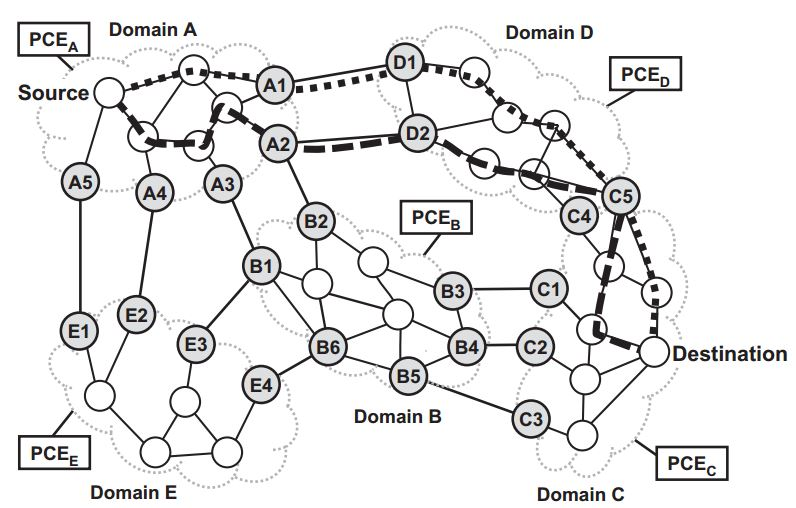 Domain A
PCEA
Source
A1
A2
A3
A4
A5
Domain D
D1
D2
PCED
C5
C4
PCEB
B2
B1
B3
B4
B5
B6
Domain B
C1
C2
C3
Destination
PCEC
Domain C
E1
E2
E3
E4
PCEE
Domain E